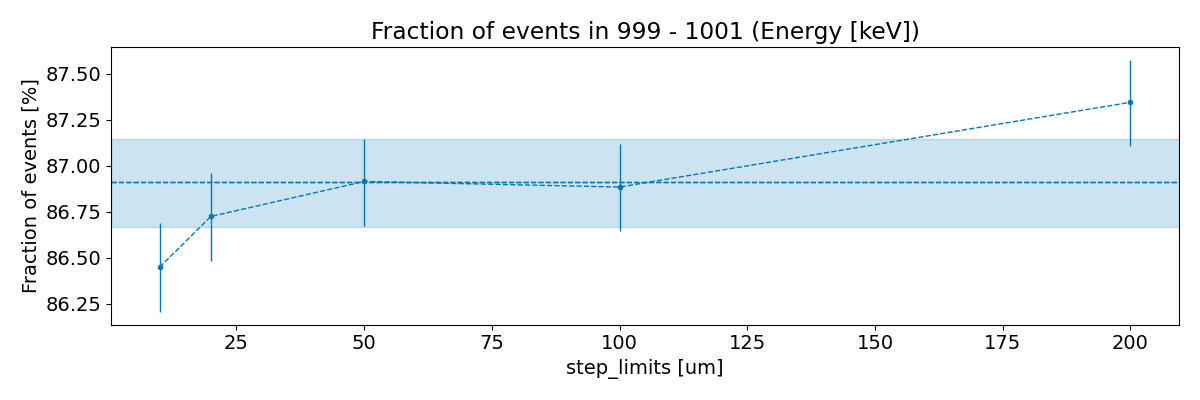 Fraction of events in 999 - 1001 (Energy [keV])
Fraction of events [%]
87.50
87.25
87.00
86.75
86.50
86.25
25 50 75 100 125 150 175 200
step_limits [um]